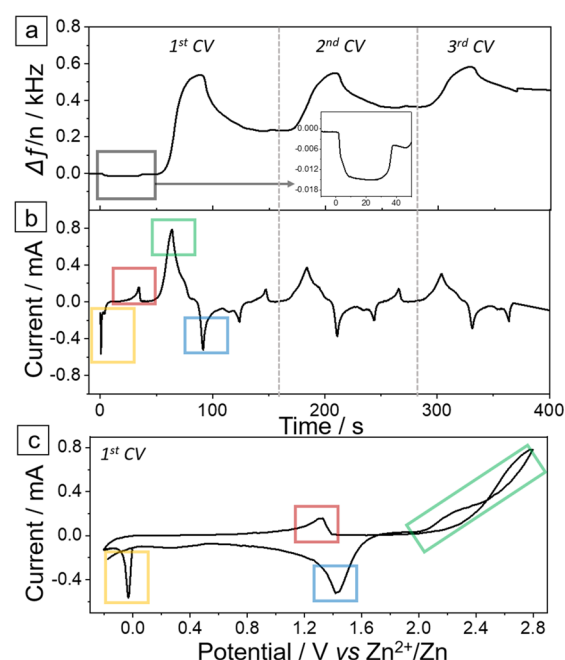 a
1st CV
2nd CV
3rd CV
Δf/n / kHz
0.8
0.6
0.4
0.2
0.0
0.000
-0.006
-0.012
-0.018
0
20
40
b
Current / mA
0.8
0.4
0.0
-0.4
-0.8
0
100
200
300
400
Time / s
c
1st CV
Current / mA
0.8
0.4
0.0
-0.4
0.0
0.4
0.8
1.2
1.6
2.0
2.4
2.8
Potential / V vs Zn2+/Zn